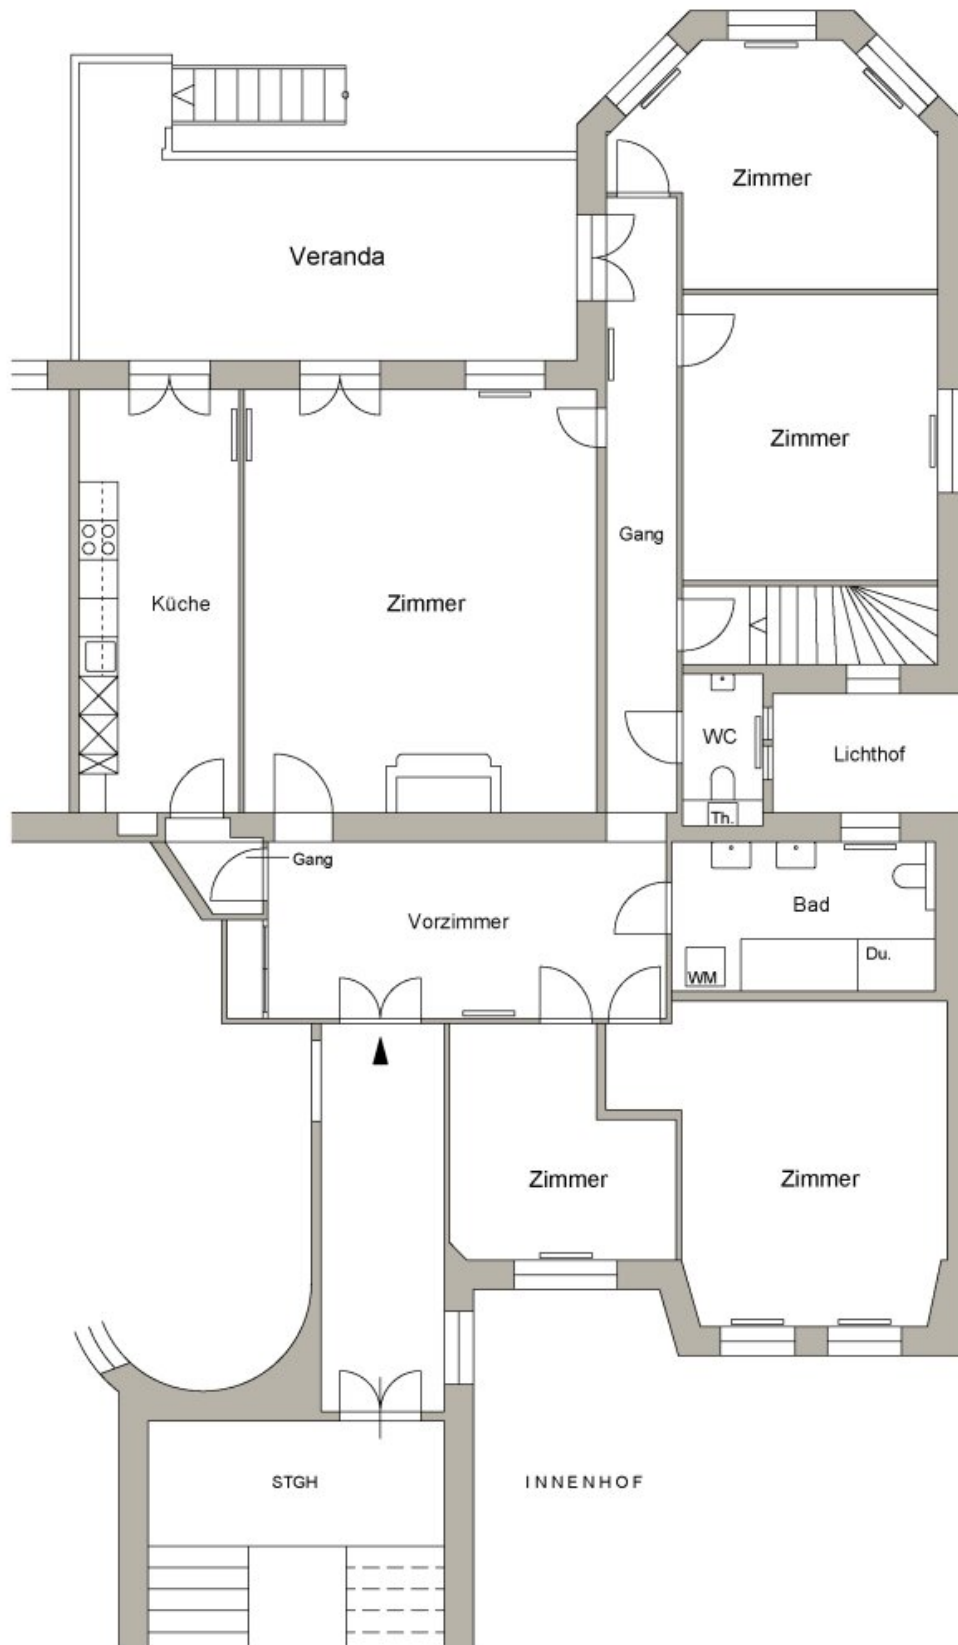 Zimmer
Veranda
Zimmer
Gang
Küche
Zimmer
WC
Lichthof
Th.
Gang
Bad
Vorzimmer
Du.
WM
Zimmer
Zimmer
STGH
INNENHOF